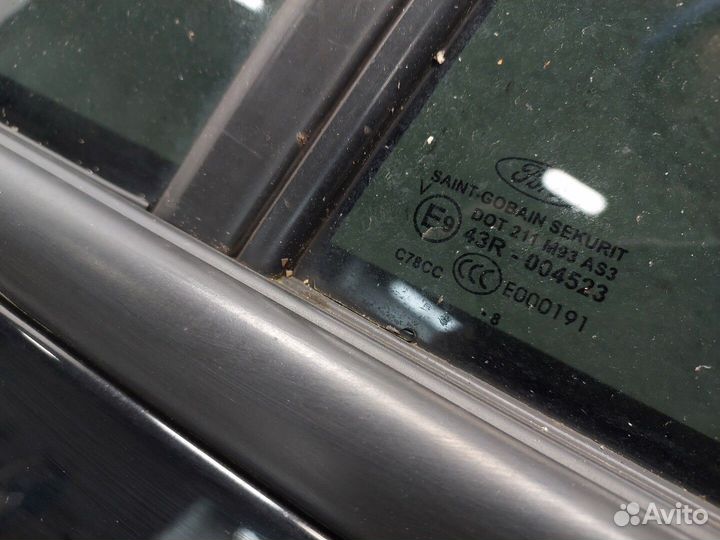 Ford
SAINT-GOBAIN SEKURIT
V
DOT 211 M93 AS3
E9 43R - 004523
C78CC CCC E000191
·8
Avito